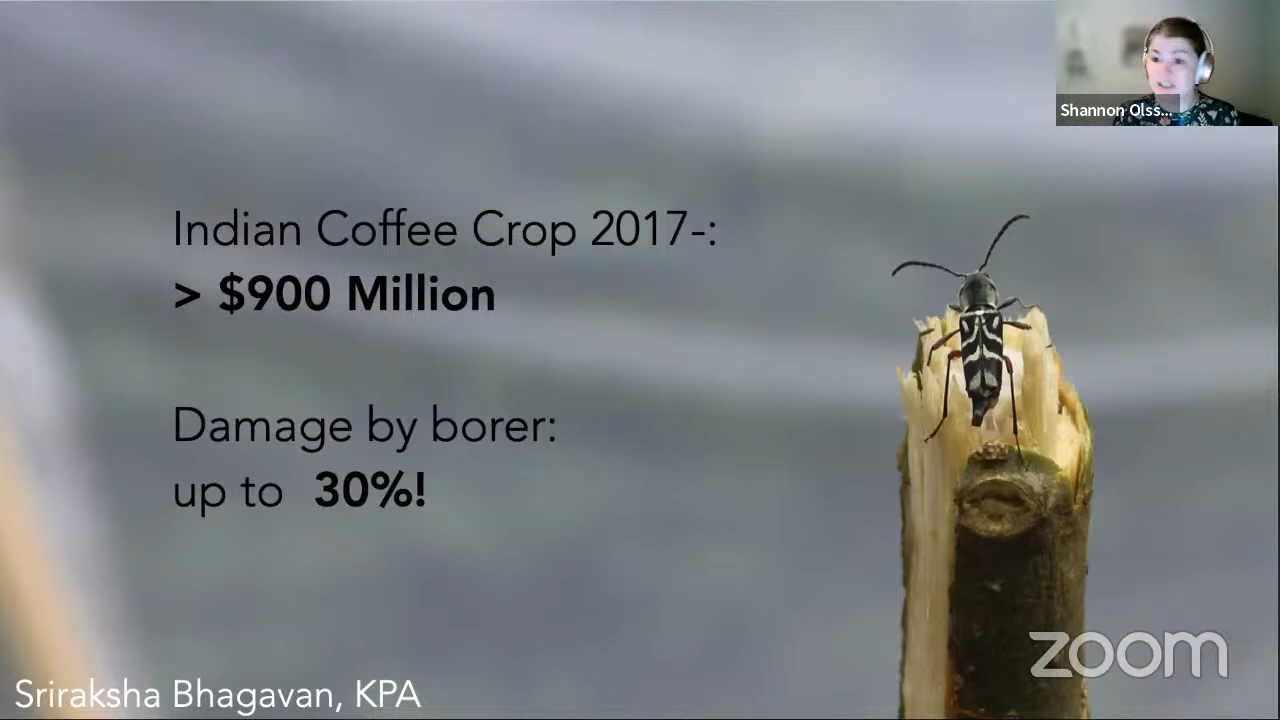 Shannon Olss...
Indian Coffee Crop 2017-:
> $900 Million
Damage by borer:
up to 30%!
zoom
Sriraksha Bhagavan, KPA